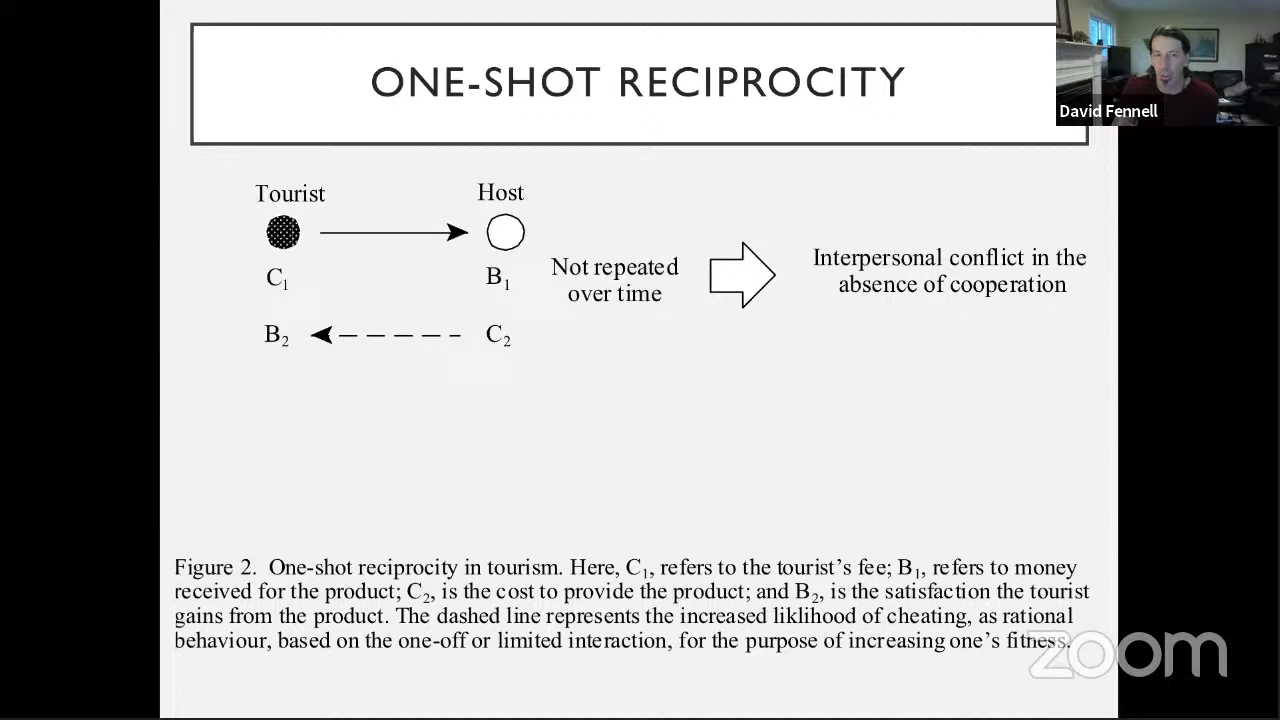 ONE-SHOT RECIPROCITY
David Fennell
Tourist
Host
C₁
B₁
Not repeated
over time
Interpersonal conflict in the
absence of cooperation
B₂
C₂
Figure 2. One-shot reciprocity in tourism. Here, C₁, refers to the tourist's fee; B₁, refers to money
received for the product; C₂, is the cost to provide the product; and B₂, is the satisfaction the tourist
gains from the product. The dashed line represents the increased liklihood of cheating, as rational
behaviour, based on the one-off or limited interaction, for the purpose of increasing one's fitness.
zoom